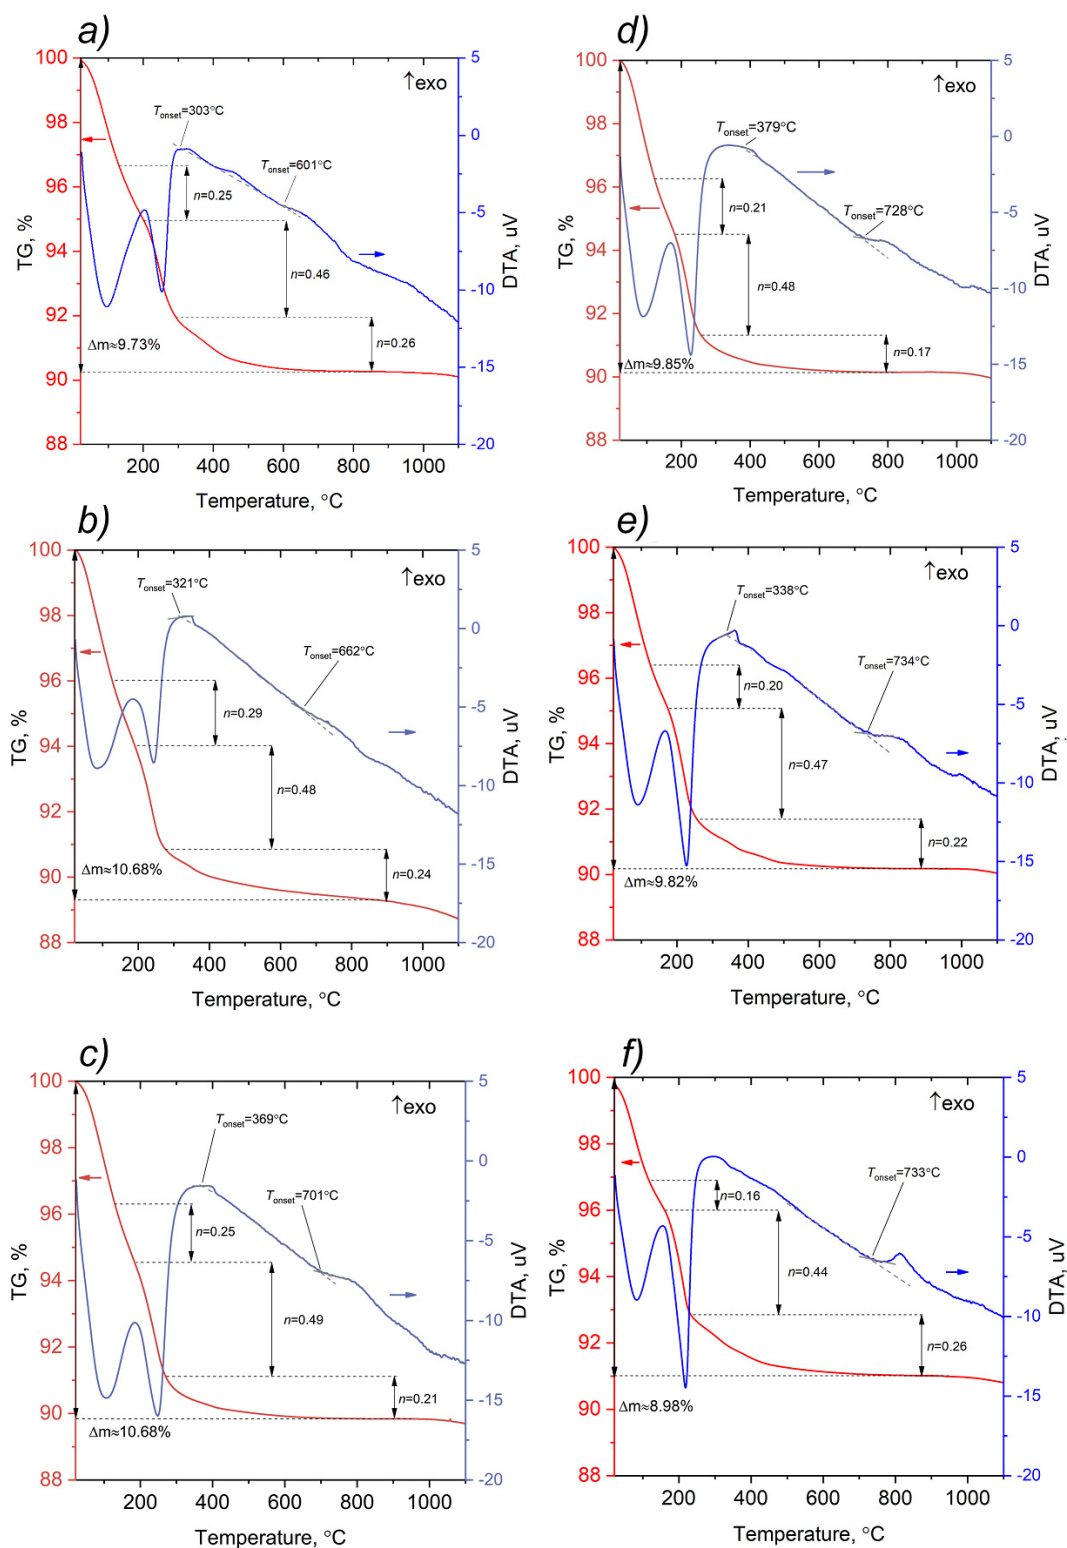 a)
100
98
96
94
92
90
88
TG, %
5
0
-5
-10
-15
-20
DTA, uV
↑exo
Tonset=303°C
Tonset=601°C
n=0.25
n=0.46
n=0.26
Δm≈9.73%
200 400 600 800 1000
Temperature, °C
d)
100
98
96
94
92
90
88
TG, %
5
0
-5
-10
-15
-20
DTA, uV
↑exo
Tonset=379°C
Tonset=728°C
n=0.21
n=0.48
n=0.17
Δm≈9.85%
200 400 600 800 1000
Temperature, °C
b)
100
98
96
94
92
90
88
TG, %
5
0
-5
-10
-15
-20
DTA, uV
↑exo
Tonset=321°C
Tonset=662°C
n=0.29
n=0.48
n=0.24
Δm≈10.68%
200 400 600 800 1000
Temperature, °C
e)
100
98
96
94
92
90
88
TG, %
5
0
-5
-10
-15
-20
DTA, uV
↑exo
Tonset=338°C
Tonset=734°C
n=0.20
n=0.47
n=0.22
Δm≈9.82%
200 400 600 800 1000
Temperature, °C
c)
100
98
96
94
92
90
88
TG, %
5
0
-5
-10
-15
-20
DTA, uV
↑exo
Tonset=369°C
Tonset=701°C
n=0.25
n=0.49
n=0.21
Δm≈10.68%
200 400 600 800 1000
Temperature, °C
f)
100
98
96
94
92
90
88
TG, %
5
0
-5
-10
-15
-20
DTA, uV
↑exo
Tonset=733°C
n=0.16
n=0.44
n=0.26
Δm≈8.98%
200 400 600 800 1000
Temperature, °C